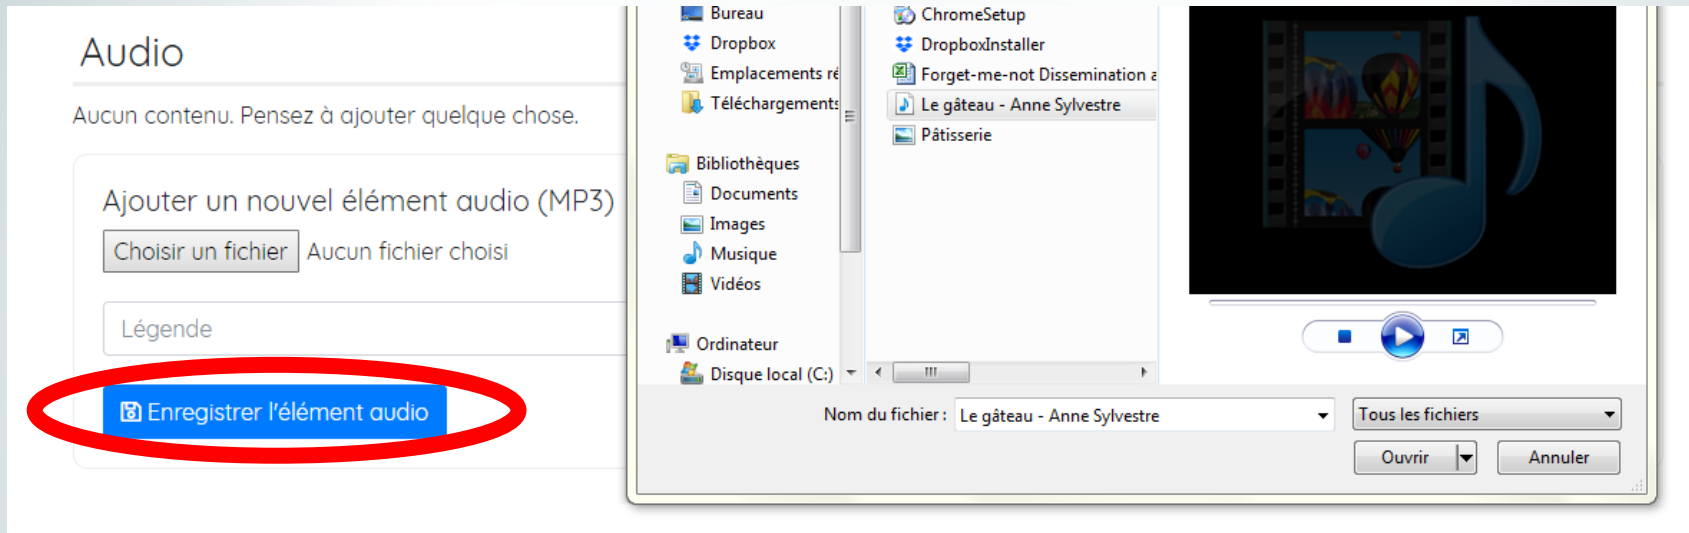 Audio
Aucun contenu. Pensez à ajouter quelque chose.
Ajouter un nouvel élément audio (MP3)
Choisir un fichier Aucun fichier choisi
Légende
Enregistrer l'élément audio
Bureau
Dropbox
Emplacements ré
Téléchargements
Bibliothèques
Documents
Images
Musique
Vidéos
Ordinateur
Disque local (C:)
ChromeSetup
DropboxInstaller
Forget-me-not Dissemination a
Le gâteau - Anne Sylvestre
Pâtisserie
Nom du fichier : Le gâteau - Anne Sylvestre Tous les fichiers
Ouvrir Annuler